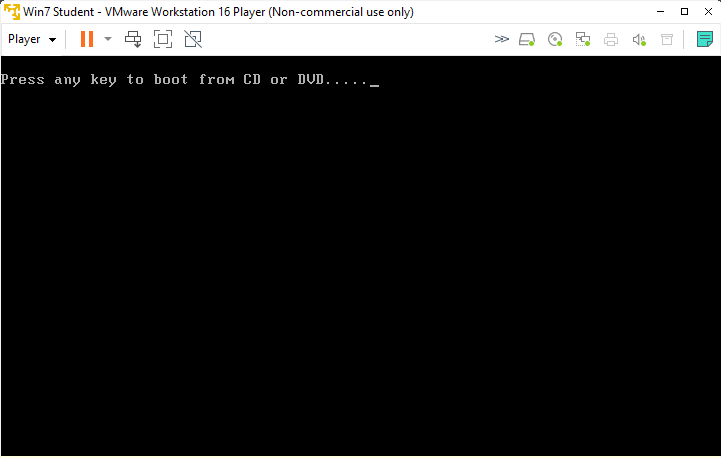 Win7 Student - VMware Workstation 16 Player (Non-commercial use only)
Player
Press any key to boot from CD or DVD....._